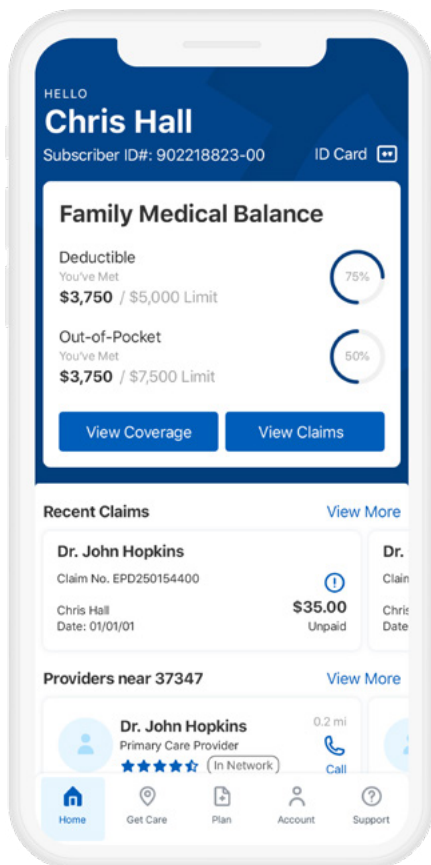 HELLO
Chris Hall
Subscriber ID#: 902218823-00 ID Card
Family Medical Balance
Deductible
You've Met
$3,750 / $5,000 Limit
75%
Out-of-Pocket
You've Met
$3,750 / $7,500 Limit
50%
View Coverage View Claims
Recent Claims View More
Dr. John Hopkins
Claim No. EPD250154400
Chris Hall
Date: 01/01/01
$35.00
Unpaid
Dr.
Claim
Chris
Date
Providers near 37347 View More
Dr. John Hopkins
Primary Care Provider
In Network
0.2 mi
Call
Home Get Care Plan Account Support